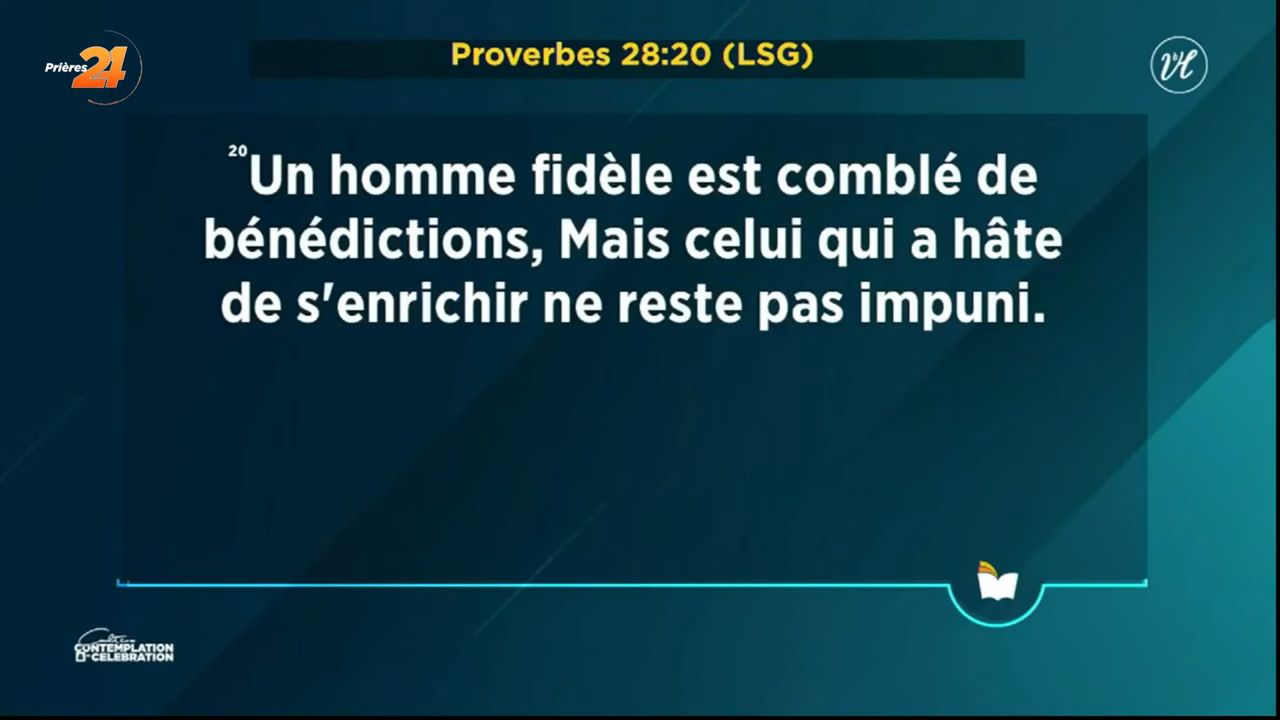 Proverbes 28:20 (LSG)
Prières 24
20 Un homme fidèle est comblé de
bénédictions, Mais celui qui a hâte
de s'enrichir ne reste pas impuni.
CONTEMPLATION
CELEBRATION